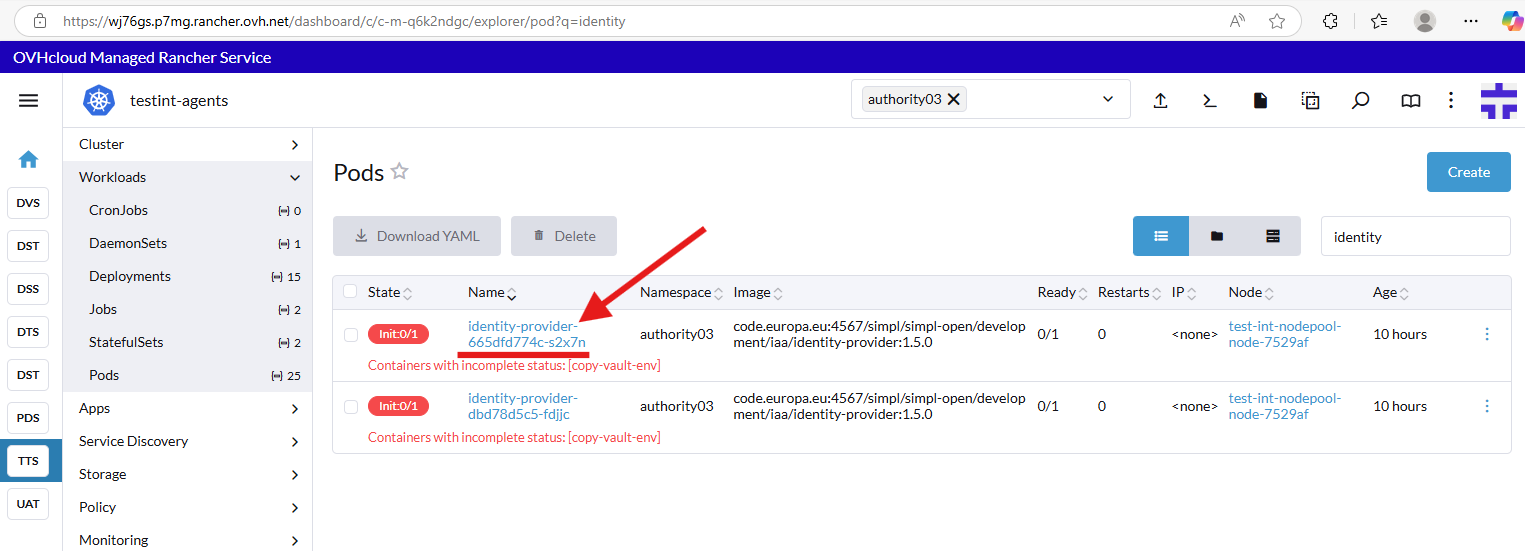 https://wj76gs.p7mg.rancher.ovh.net/dashboard/c/c-m-q6k2ndgc/explorer/pod?q=identity
OVHcloud Managed Rancher Service
testint-agents
authority03
Cluster
Workloads
CronJobs 0
DaemonSets 1
Deployments 15
Jobs 2
StatefulSets 2
Pods 25
Apps
Service Discovery
Storage
Policy
Monitoring
DVS
DST
DSS
DTS
DST
PDS
TTS
UAT
Pods
Create
Download YAML
Delete
identity
State Name Namespace Image Ready Restarts IP Node Age
Init:0/1 identity-provider- authority03 code.europa.eu:4567/simpl/simpl-open/develop 0/1 0 <none> test-int-nodepool- 10 hours
665dfd774c-s2x7n ment/iaa/identity-provider:1.5.0 node-7529af
Containers with incomplete status: [copy-vault-env]
Init:0/1 identity-provider- authority03 code.europa.eu:4567/simpl/simpl-open/develop 0/1 0 <none> test-int-nodepool- 10 hours
dbd78d5c5-fdjjc ment/iaa/identity-provider:1.5.0 node-7529af
Containers with incomplete status: [copy-vault-env]